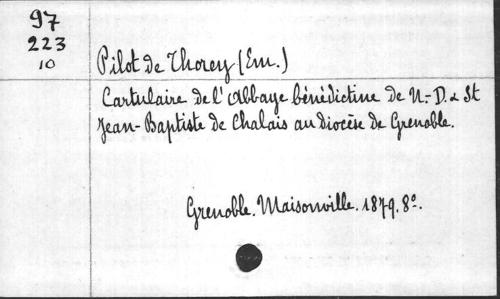 97
223
10
Pilot de Thorey (Em.)
Cartulaire de l'Abbaye bénédictine de N.-D. & St
Jean-Baptiste de Chalais au diocèse de Grenoble.
Grenoble. Maisonville. 1879. 8º.